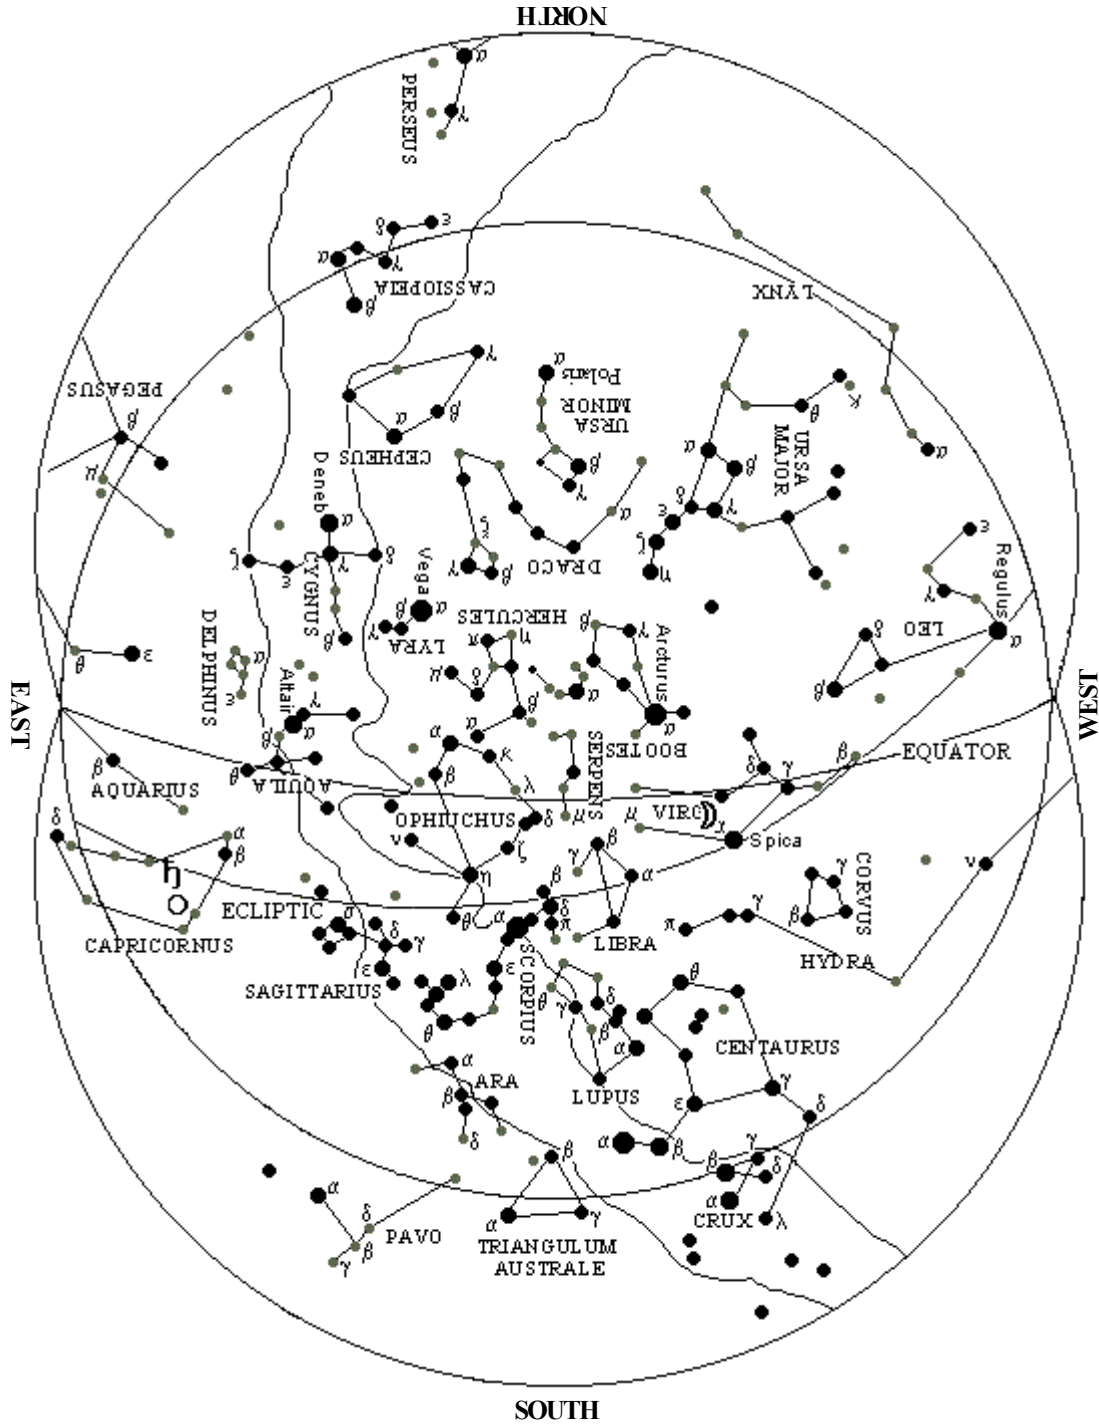 NORTH
α
γ
PERSEUS
δ
ε
α
γ
CASSIOPEIA
β
LYNX
PEGASUS
β
μ
γ
α
β
CEPHEUS
α
Polaris
URSA
MINOR
β
γ
κ
θ
URSA
MAJOR
α
β
δ
γ
ε
ζ
η
α
Deneb
α
γ
δ
ζ
ε
CYGNUS
β
Vega
α
β
γ
LYRA
ξ
γ
β
DRACO
α
ε
Regulus
γ
α
LEO
δ
β
HERCULES
π
η
μ
δ
β
α
β
γ
Arcturus
α
BOOTES
α
DELPHINUS
α
ε
θ
ε
Altair
γ
α
β
θ
AQUILA
EAST
WEST
β
AQUARIUS
α
κ
β
λ
OPHIUCHUS
δ
ν
ζ
η
θ
SERPENS
μ
EQUATOR
β
δ
γ
VIRGO
μ
Spica
δ
α
β
♄
CAPRICORNUS
ECLIPTIC
β
γ
α
LIBRA
β
δ
π
α
SCORPIUS
ε
λ
θ
γ
β
CORVUS
ν
π
γ
HYDRA
σ
δ
γ
ε
SAGITTARIUS
θ
γ
δ
β
α
LUPUS
θ
CENTAURUS
γ
δ
ε
α
β
α
ARA
β
δ
β
α
γ
TRIANGULUM
AUSTRALE
γ
β
δ
α
CRUX
λ
α
δ
PAVO
β
γ
SOUTH